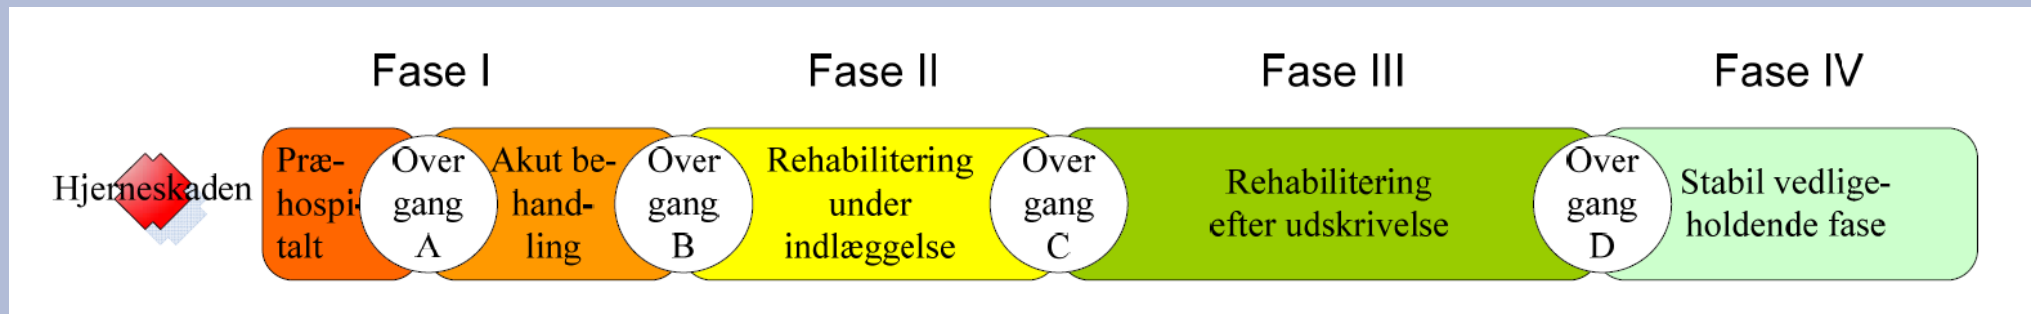 Fase I
Fase II
Fase III
Fase IV
Hjerneskaden
Præ-
hospi-
talt
Over
gang
A
Akut be-
hand-
ling
Over
gang
B
Rehabilitering
under
indlæggelse
Over
gang
C
Rehabilitering
efter udskrivelse
Over
gang
D
Stabil vedlige-
holdende fase